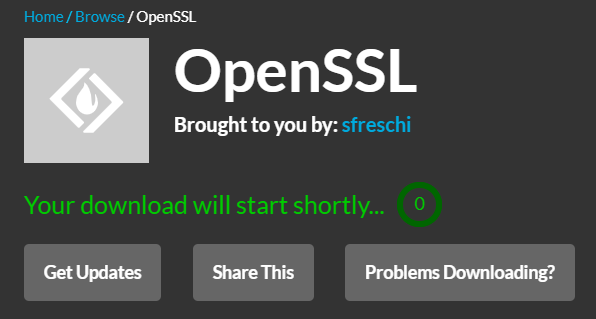 Home / Browse / OpenSSL
OpenSSL
Brought to you by: sfreschi
Your download will start shortly... 0
Get Updates Share This Problems Downloading?